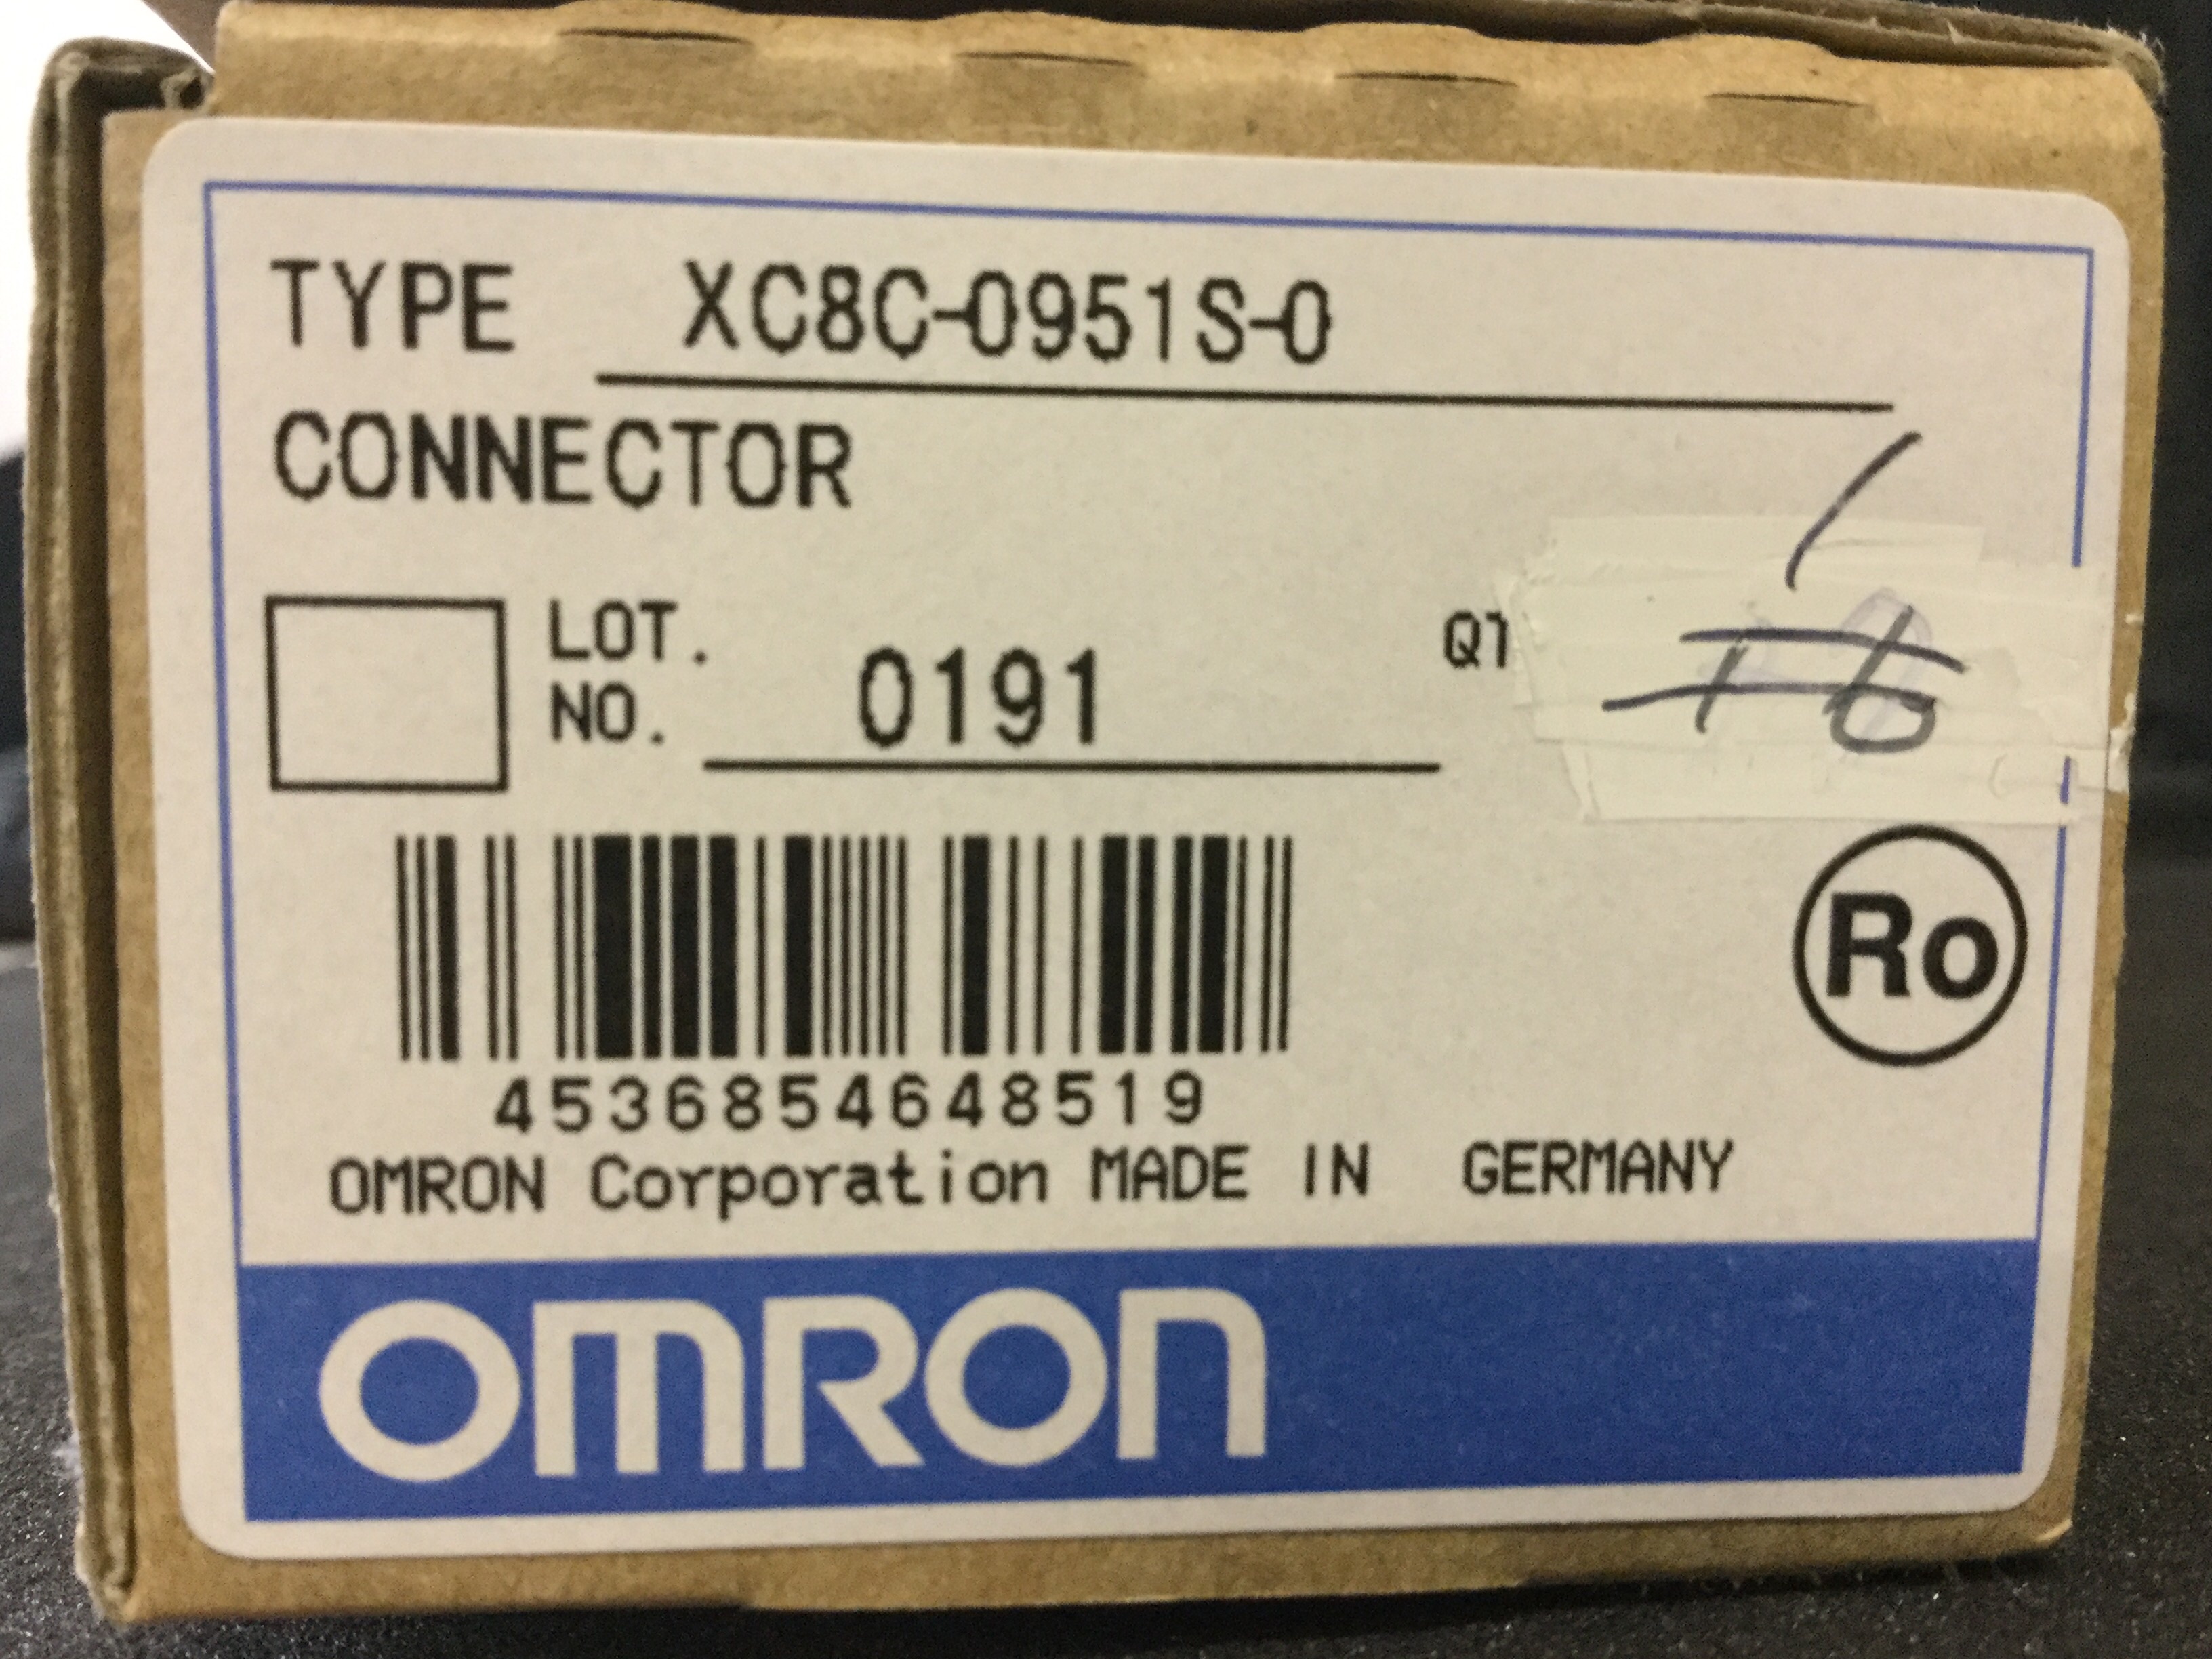 TYPE XC8C-0951S-0
CONNECTOR
LOT. NO. 0191
QT
4536854648519
Ro
OMRON Corporation MADE IN GERMANY
OMRON